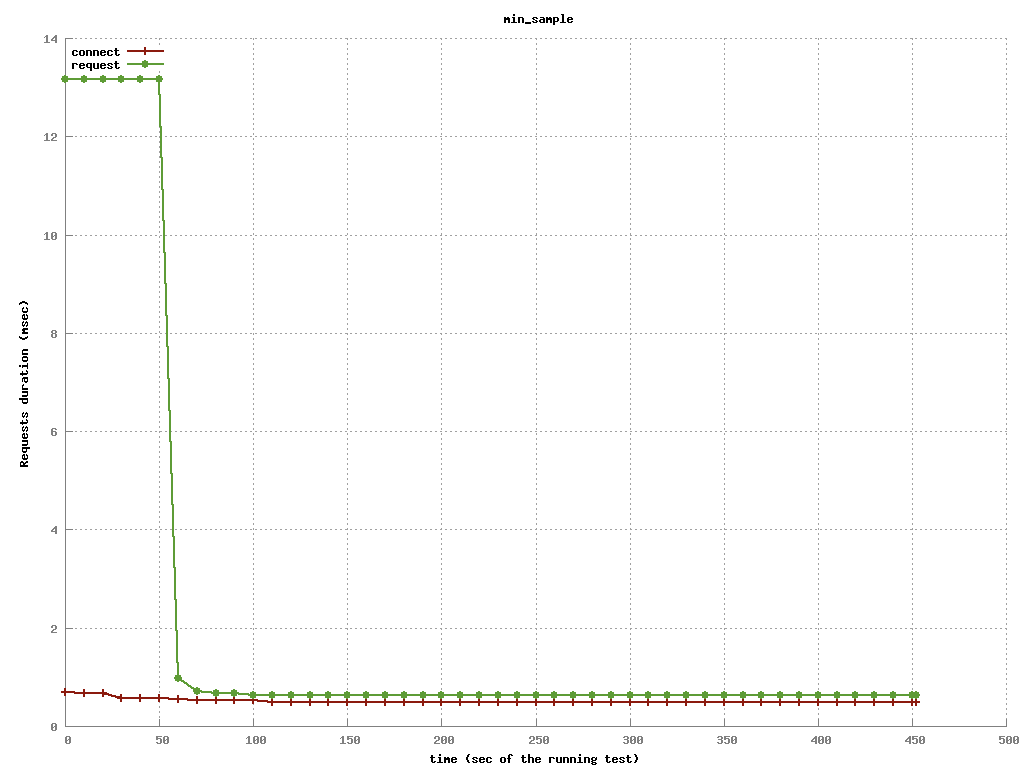 min_sample
14
connect
request
12
10
8
6
4
2
0
Requests duration (msec)
0 50 100 150 200 250 300 350 400 450 500
time (sec of the running test)